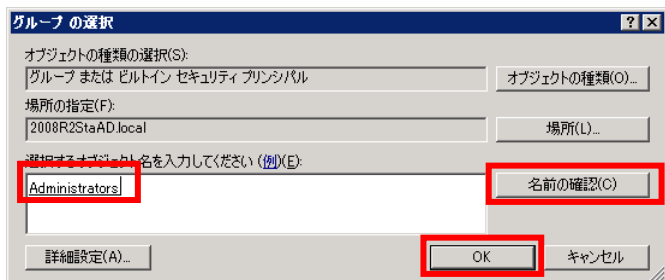 グループ の選択
オブジェクトの種類の選択(S):
グループ または ビルトイン セキュリティ プリンシパル
オブジェクトの種類(O)...
場所の指定(F):
2008R2StaAD.local
場所(L)...
選択するオブジェクト名を入力してください (例)(E):
Administrators
名前の確認(C)
詳細設定(A)...
OK
キャンセル